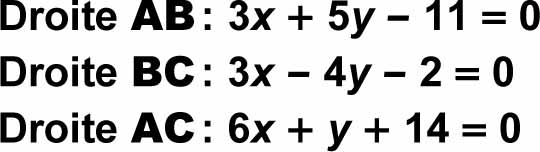 Droite AB : 3x + 5y − 11 = 0
Droite BC : 3x − 4y − 2 = 0
Droite AC : 6x + y + 14 = 0